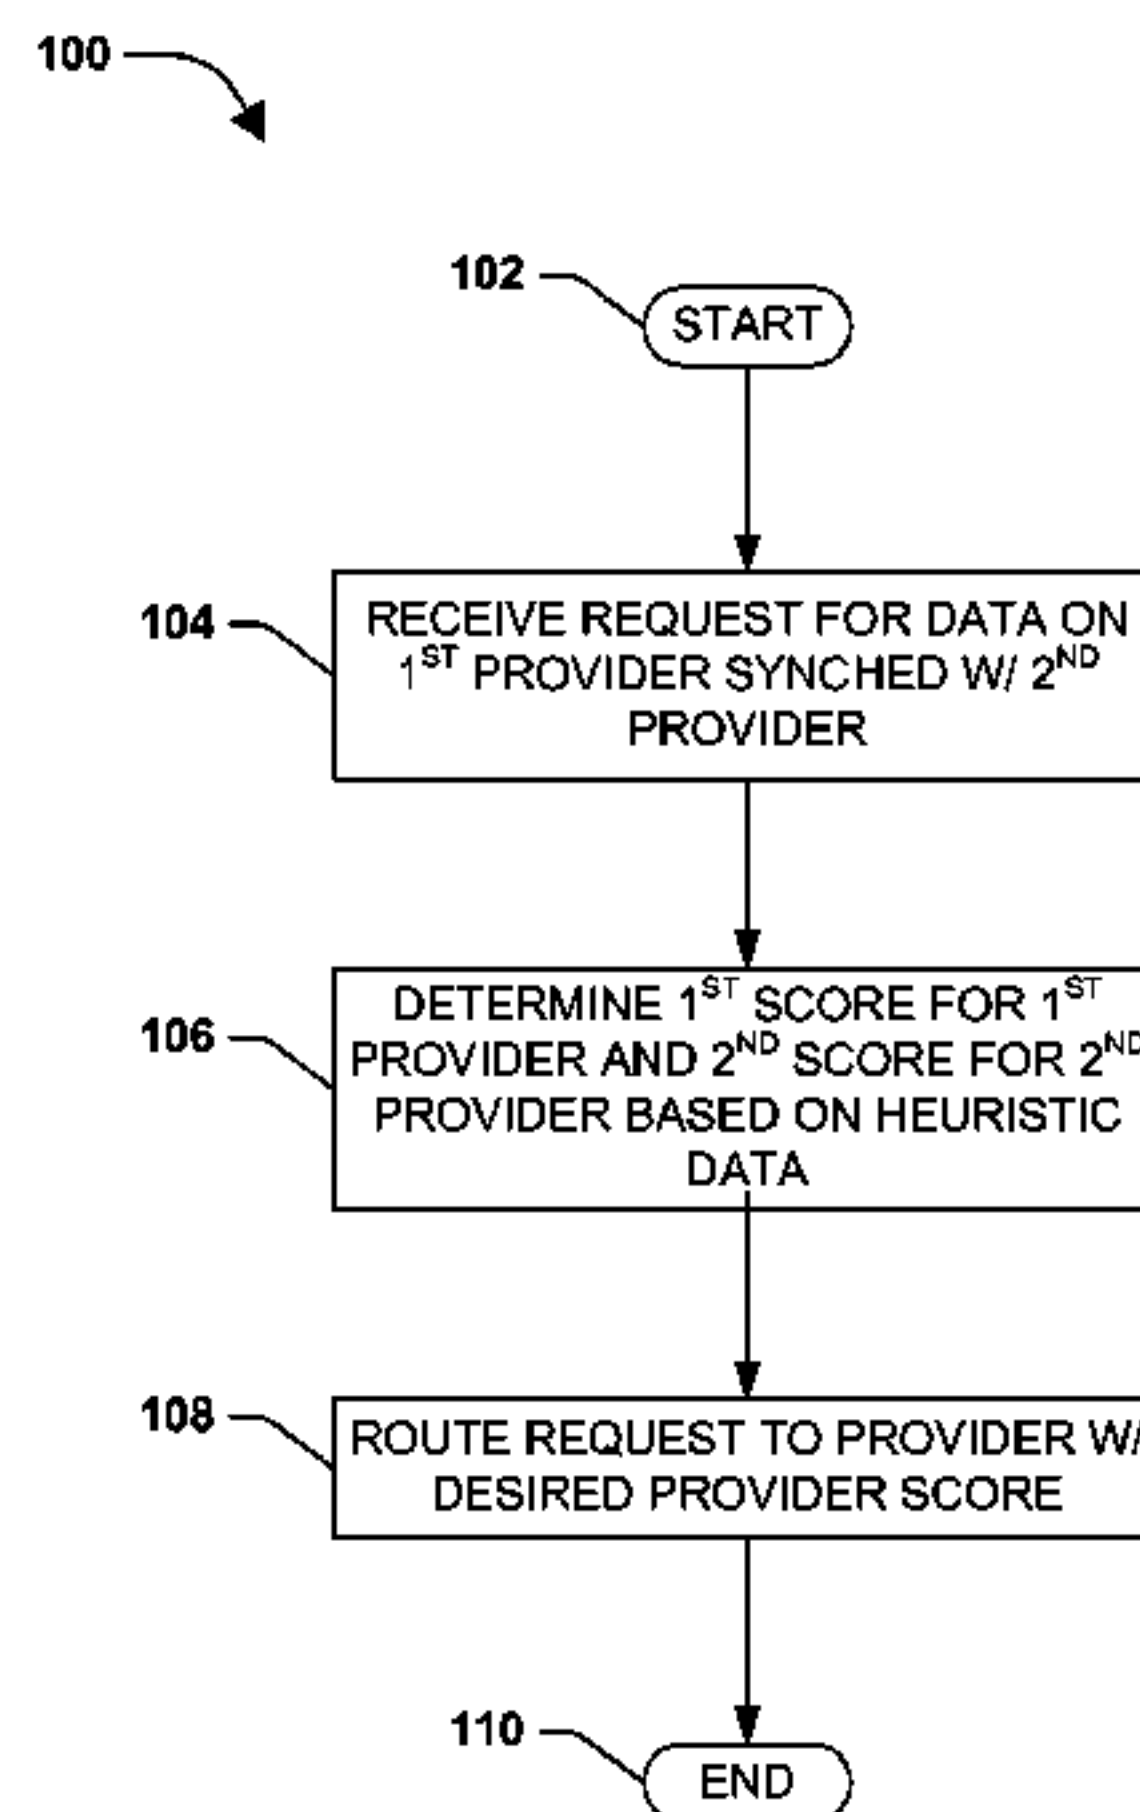 100
102
START
104
RECEIVE REQUEST FOR DATA ON
1ST PROVIDER SYNCHED W/ 2ND
PROVIDER
106
DETERMINE 1ST SCORE FOR 1ST
PROVIDER AND 2ND SCORE FOR 2ND
PROVIDER BASED ON HEURISTIC
DATA
108
ROUTE REQUEST TO PROVIDER W/
DESIRED PROVIDER SCORE
110
END